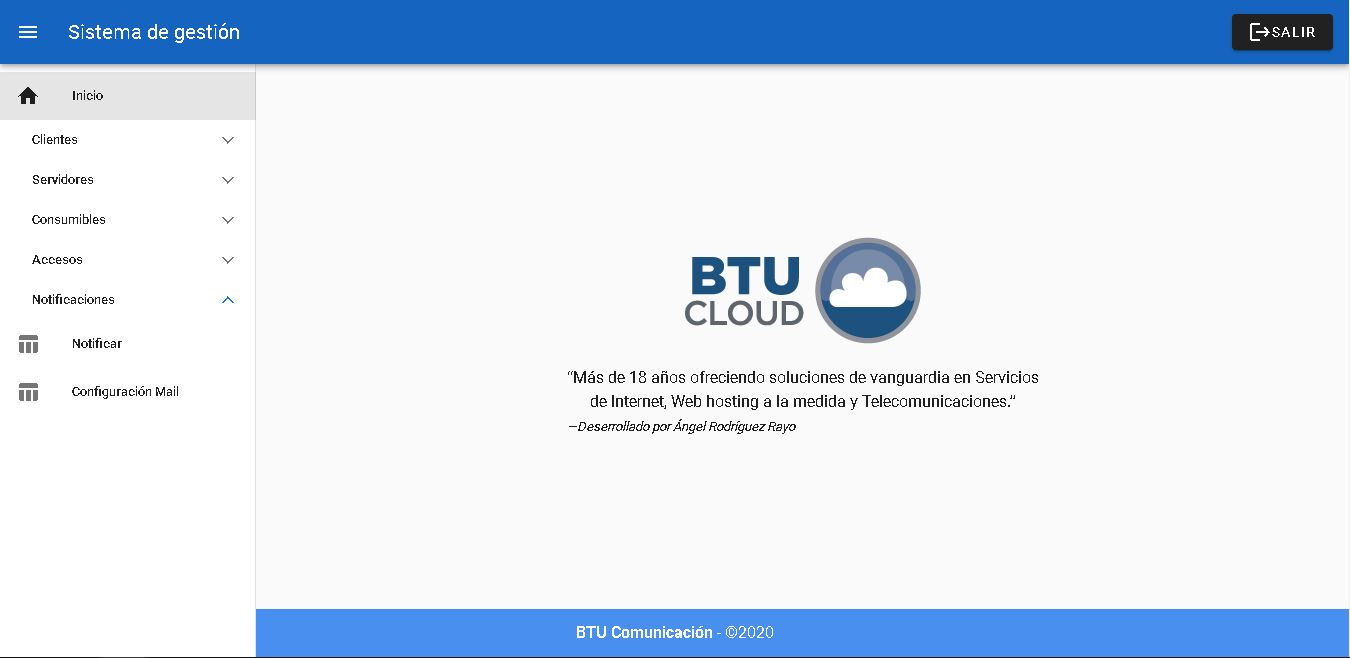 Sistema de gestión
SALIR
Inicio
Clientes
Servidores
Consumibles
Accesos
Notificaciones
Notificar
Configuración Mail
BTU
CLOUD
“Más de 18 años ofreciendo soluciones de vanguardia en Servicios
de Internet, Web hosting a la medida y Telecomunicaciones.”
—Deserrollado por Ángel Rodríguez Rayo
BTU Comunicación - ©2020